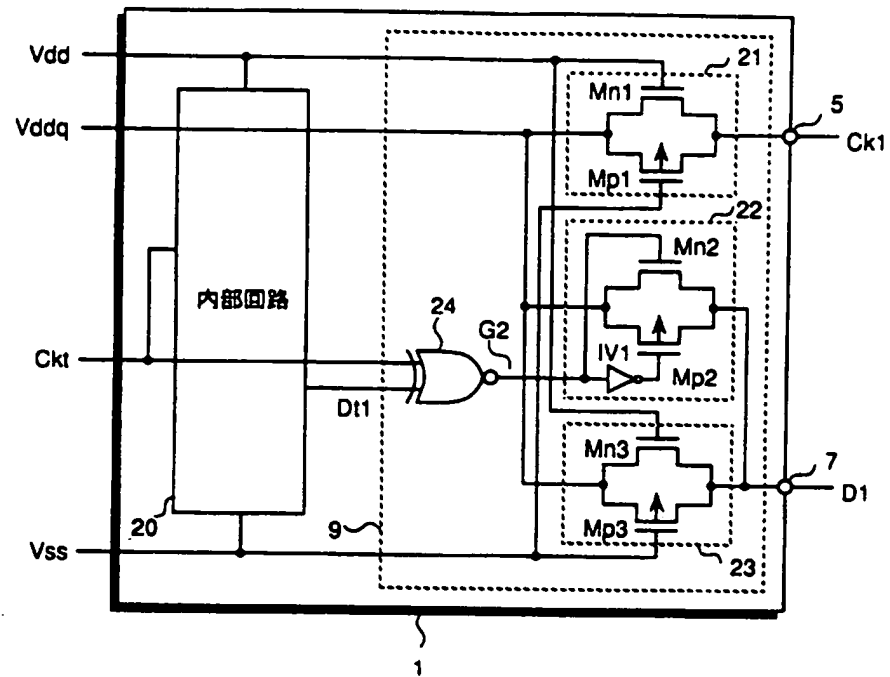 Vdd
21
Mn1
Vddq
5
Ck1
Mp1
22
Mn2
内部回路
24
G2
Ckt
IV1
Mp2
Dt1
Mn3
7
D1
20
9
Mp3
Vss
23
1